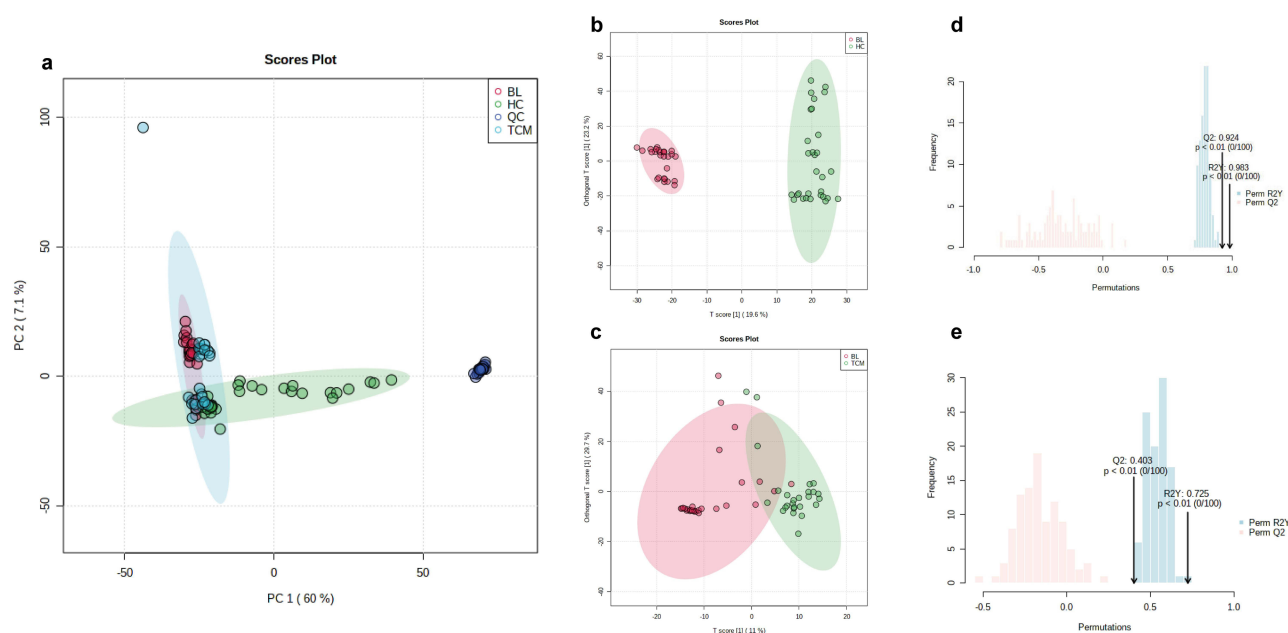 a
Scores Plot
BL
HC
QC
TCM
PC 2 ( 7.1 %)
100
50
0
-50
-50
0
50
PC 1 ( 60 %)
b
Scores Plot
BL
HC
Orthogonal T score [1] ( 23.2 %)
60
40
20
0
-20
-40
-60
-30
-20
-10
0
10
20
30
T score [1] ( 19.6 %)
c
Scores Plot
BL
TCM
Orthogonal T score [1] ( 29.7 %)
40
20
0
-20
-40
-20
-10
0
10
20
T score [1] ( 11 %)
d
Frequency
20
15
10
5
0
Q2: 0.924
p < 0.01 (0/100)
R2Y: 0.983
p < 0.01 (0/100)
Perm R2Y
Perm Q2
-1.0
-0.5
0.0
0.5
1.0
Permutations
e
Frequency
30
25
20
15
10
5
0
Q2: 0.403
p < 0.01 (0/100)
R2Y: 0.725
p < 0.01 (0/100)
Perm R2Y
Perm Q2
-0.5
0.0
0.5
1.0
Permutations